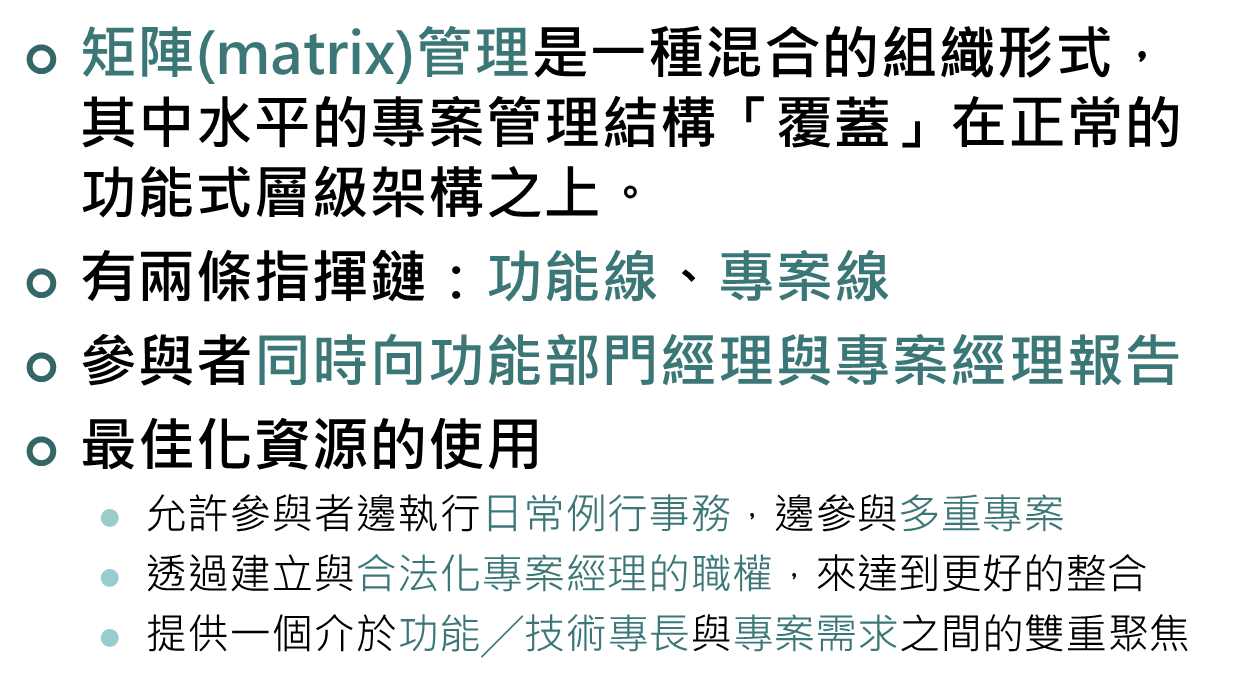 矩陣(matrix)管理是一種混合的組織形式，
其中水平的專案管理結構「覆蓋」在正常的
功能式層級架構之上。
有兩條指揮鏈：功能線、專案線
參與者同時向功能部門經理與專案經理報告
最佳化資源的使用
允許參與者邊執行日常例行事務，邊參與多重專案
透過建立與合法化專案經理的職權，來達到更好的整合
提供一個介於功能／技術專長與專案需求之間的雙重聚焦